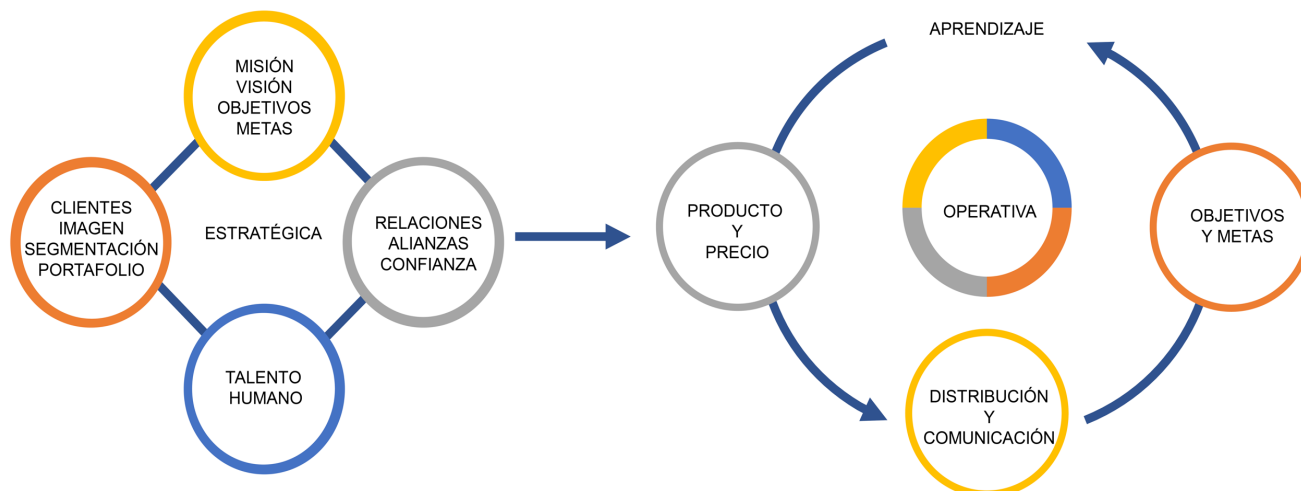 MISIÓN
VISIÓN
OBJETIVOS
METAS
CLIENTES
IMAGEN
SEGMENTACIÓN
PORTAFOLIO
ESTRATÉGICA
RELACIONES
ALIANZAS
CONFIANZA
TALENTO
HUMANO
APRENDIZAJE
PRODUCTO
Y
PRECIO
OPERATIVA
OBJETIVOS
Y METAS
DISTRIBUCIÓN
Y
COMUNICACIÓN